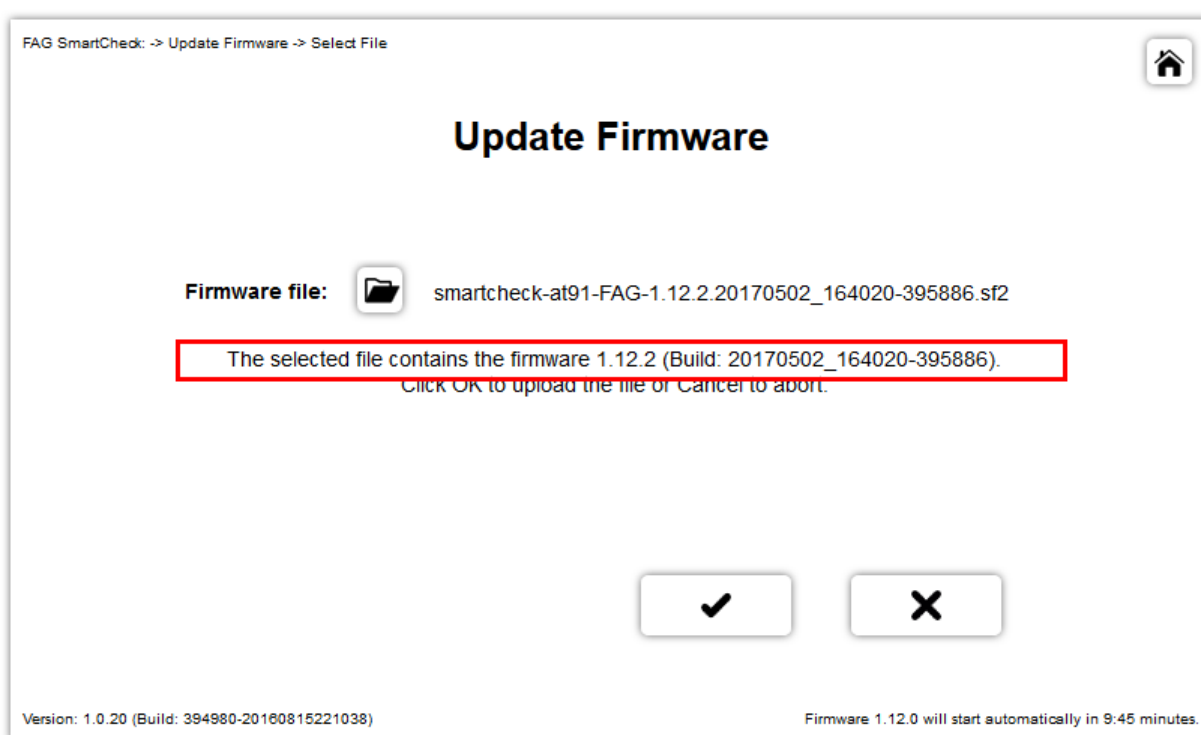 FAG SmartCheck: -> Update Firmware -> Select File
Update Firmware
Firmware file: smartcheck-at91-FAG-1.12.2.20170502_164020-395886.sf2
The selected file contains the firmware 1.12.2 (Build: 20170502_164020-395886).
Click OK to upload the file or Cancel to abort.
Version: 1.0.20 (Build: 394980-20160815221038)
Firmware 1.12.0 will start automatically in 9:45 minutes.